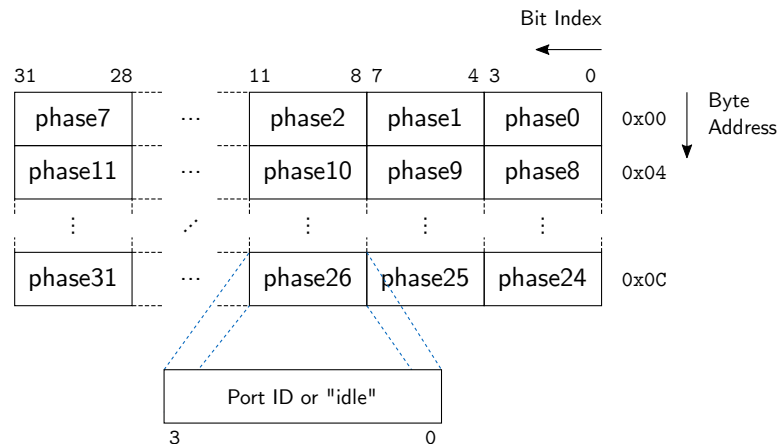 Bit Index
31 28 11 8 7 4 3 0
phase7 ... phase2 phase1 phase0 0x00 Byte
Address
phase11 ... phase10 phase9 phase8 0x04
⋮ ⋰ ⋮ ⋮ ⋮
phase31 ... phase26 phase25 phase24 0x0C
Port ID or "idle"
3 0